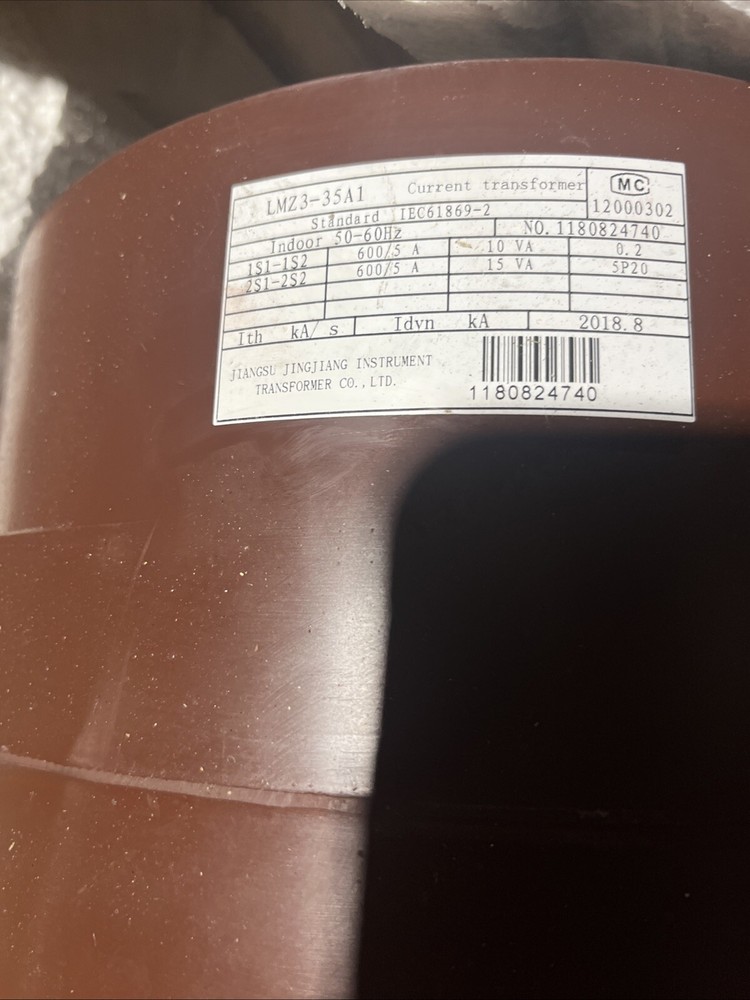 LMZ3-35A1 Current transformer MC
12000302
Standard IEC61869-2
Indoor 50-60Hz NO.1180824740
1S1-1S2 600/5 A 10 VA 0.2
2S1-2S2 600/5 A 15 VA 5P20
Ith kA/ s Idvn kA 2018.8
JIANGSU JINGJIANG INSTRUMENT
TRANSFORMER CO.,LTD.
1180824740